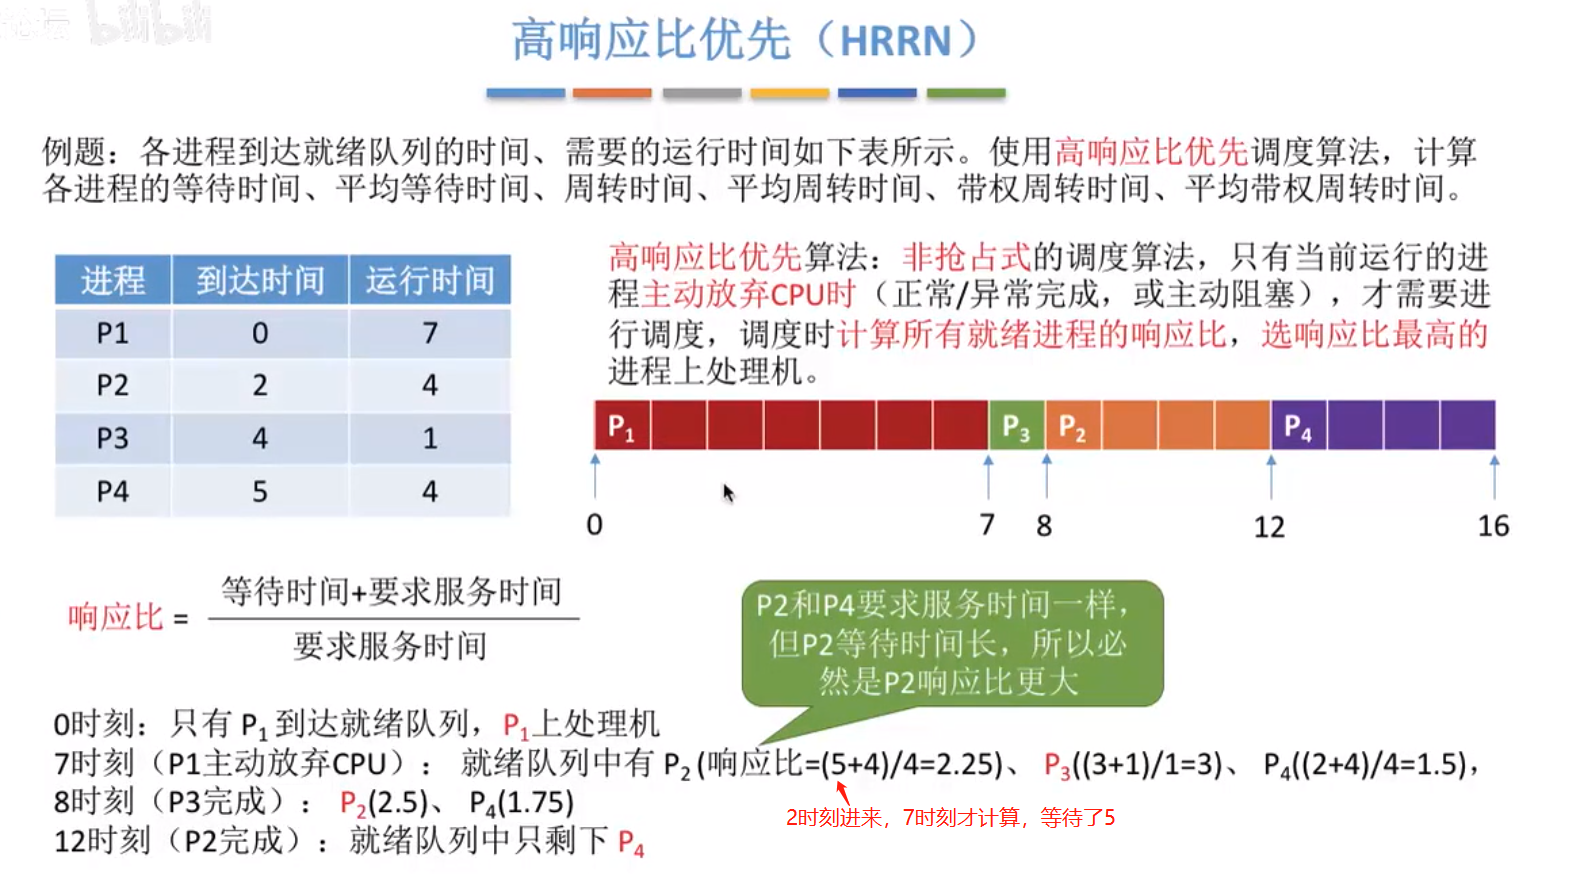 bilibili
高响应比优先（HRRN）
例题：各进程到达就绪队列的时间、需要的运行时间如下表所示。使用高响应比优先调度算法，计算
各进程的等待时间、平均等待时间、周转时间、平均周转时间、带权周转时间、平均带权周转时间。
进程 到达时间 运行时间
P1 0 7
P2 2 4
P3 4 1
P4 5 4
高响应比优先算法：非抢占式的调度算法，只有当前运行的进
程主动放弃CPU时（正常/异常完成，或主动阻塞），才需要进
行调度，调度时计算所有就绪进程的响应比，选响应比最高的
进程上处理机。
P1 P3 P2 P4
0 7 8 12 16
响应比 = 等待时间+要求服务时间
要求服务时间
P2和P4要求服务时间一样，
但P2等待时间长，所以必
然是P2响应比更大
0时刻：只有 P1 到达就绪队列，P1上处理机
7时刻（P1主动放弃CPU）： 就绪队列中有 P2 (响应比=(5+4)/4=2.25)、 P3((3+1)/1=3)、 P4((2+4)/4=1.5)，
8时刻（P3完成）： P2(2.5)、 P4(1.75)
2时刻进来，7时刻才计算，等待了5
12时刻（P2完成）：就绪队列中只剩下 P4